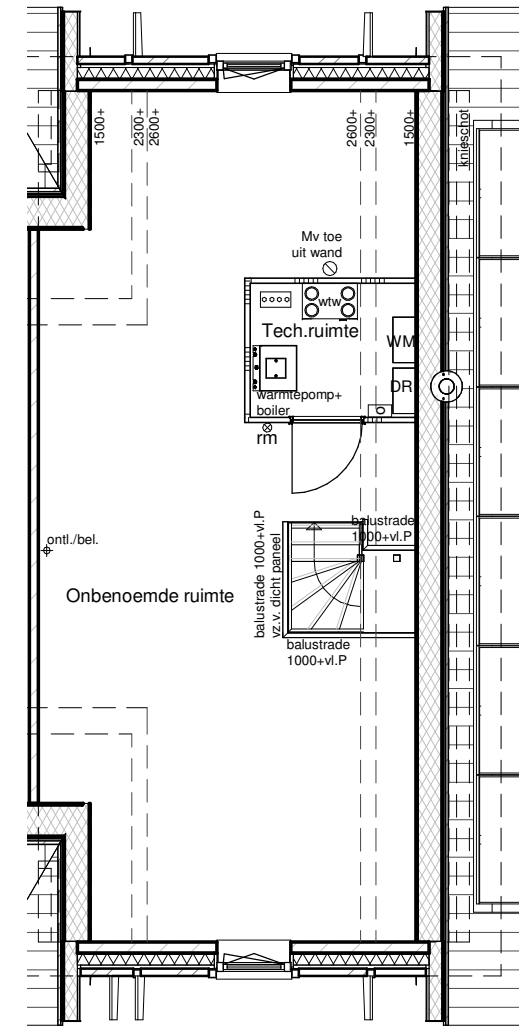 1500+
2300+
2600+
2600+
2300+
1500+
knieschot
Mv toe
uit wand
wtw
Tech.ruimte
WM
DR
warmtepomp+
boiler
rm
balustrade 1000+vl.P
vz.v. dicht paneel
balustrade
1000+vl.P
ontl./bel.
Onbenoemde ruimte
balustrade
1000+vl.P